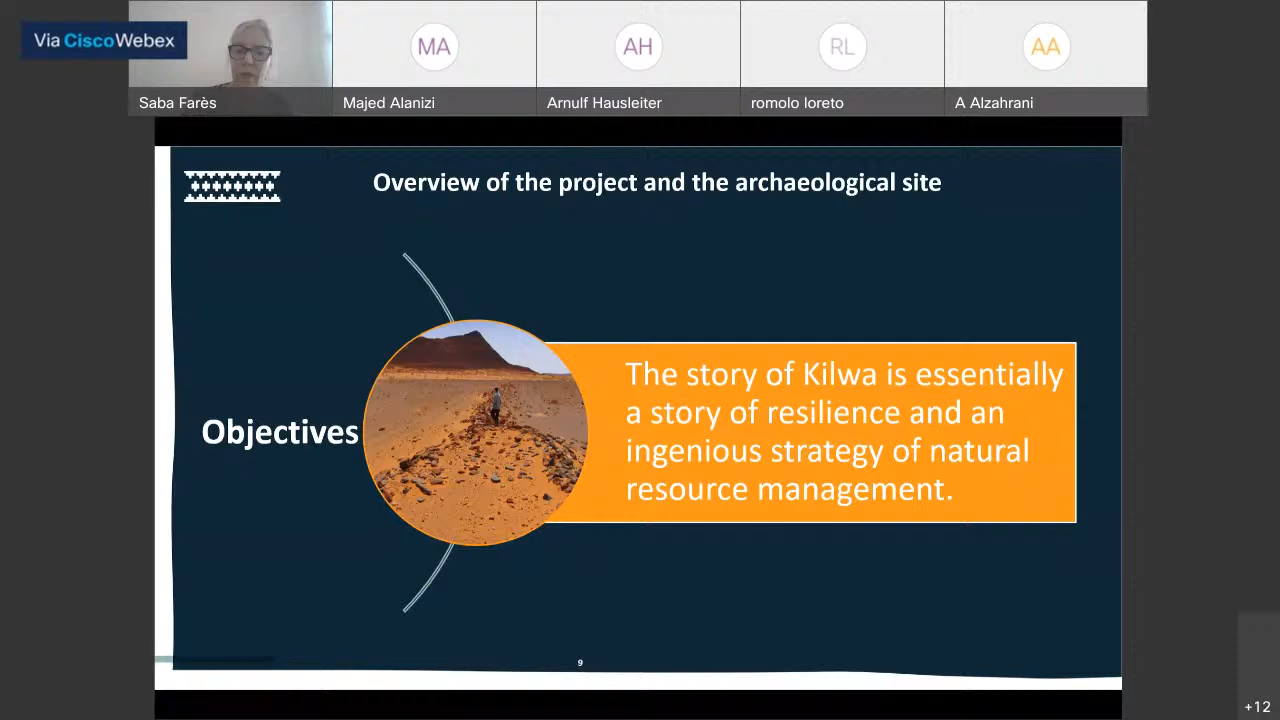 Via CiscoWebex
MA
AH
RL
AA
Saba Farès
Majed Alanizi
Arnulf Hausleiter
romolo loreto
A Alzahrani
Overview of the project and the archaeological site
Objectives
The story of Kilwa is essentially
a story of resilience and an
ingenious strategy of natural
resource management.
9
+12